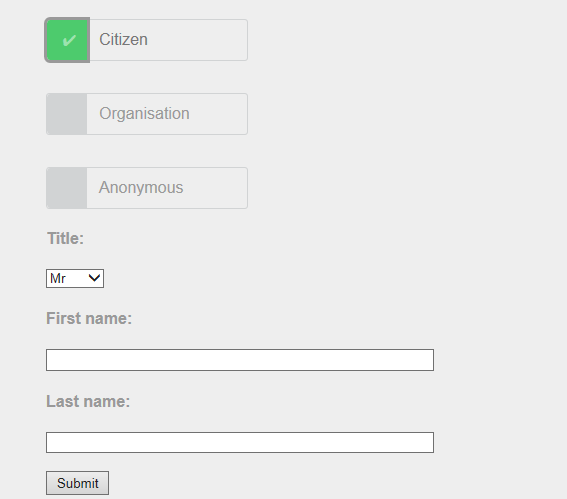 Citizen
Organisation
Anonymous
Title:
Mr
First name:
Last name:
Submit